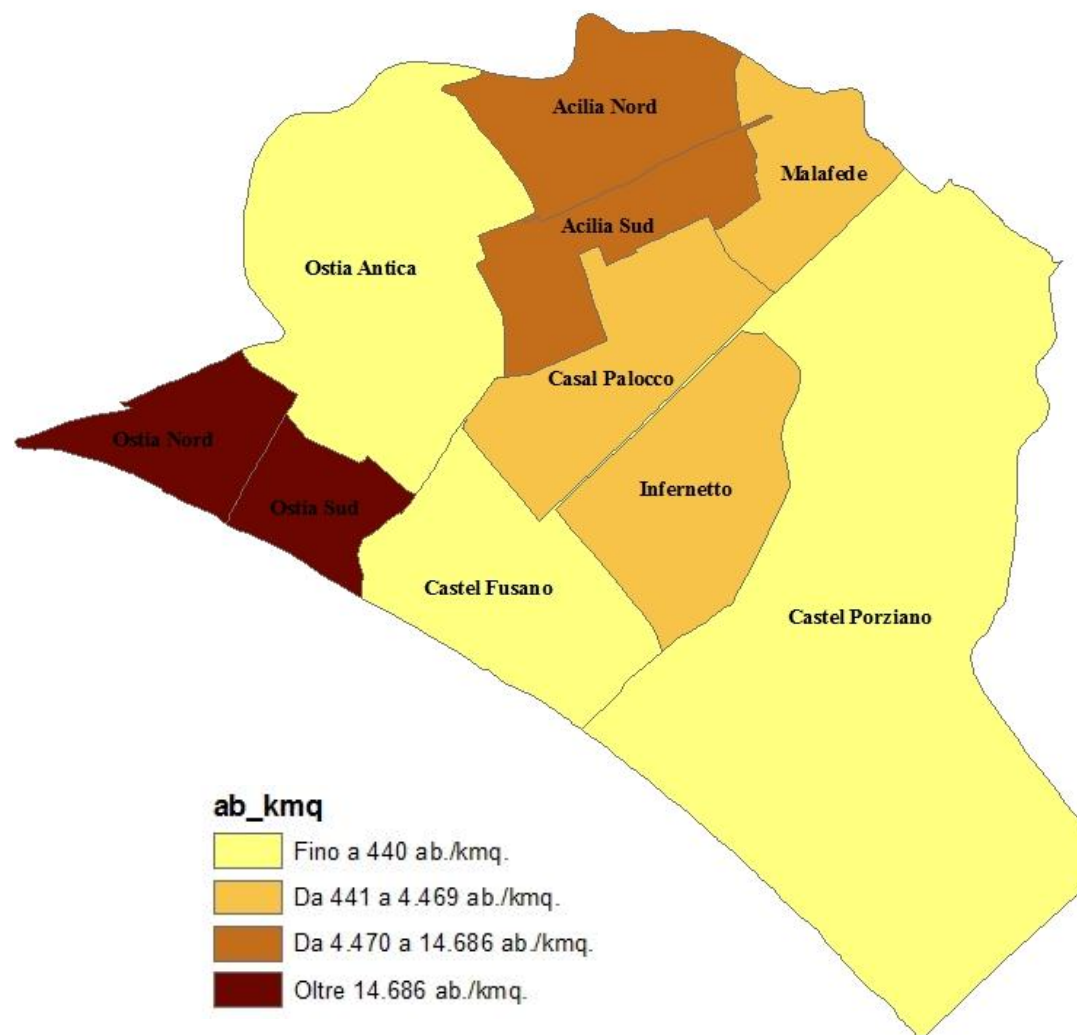 Acilia Nord
Malafede
Acilia Sud
Ostia Antica
Casal Palocco
Ostia Nord
Infernetto
Ostia Sud
Castel Fusano
Castel Porziano
ab_kmq
Fino a 440 ab./kmq.
Da 441 a 4.469 ab./kmq.
Da 4.470 a 14.686 ab./kmq.
Oltre 14.686 ab./kmq.